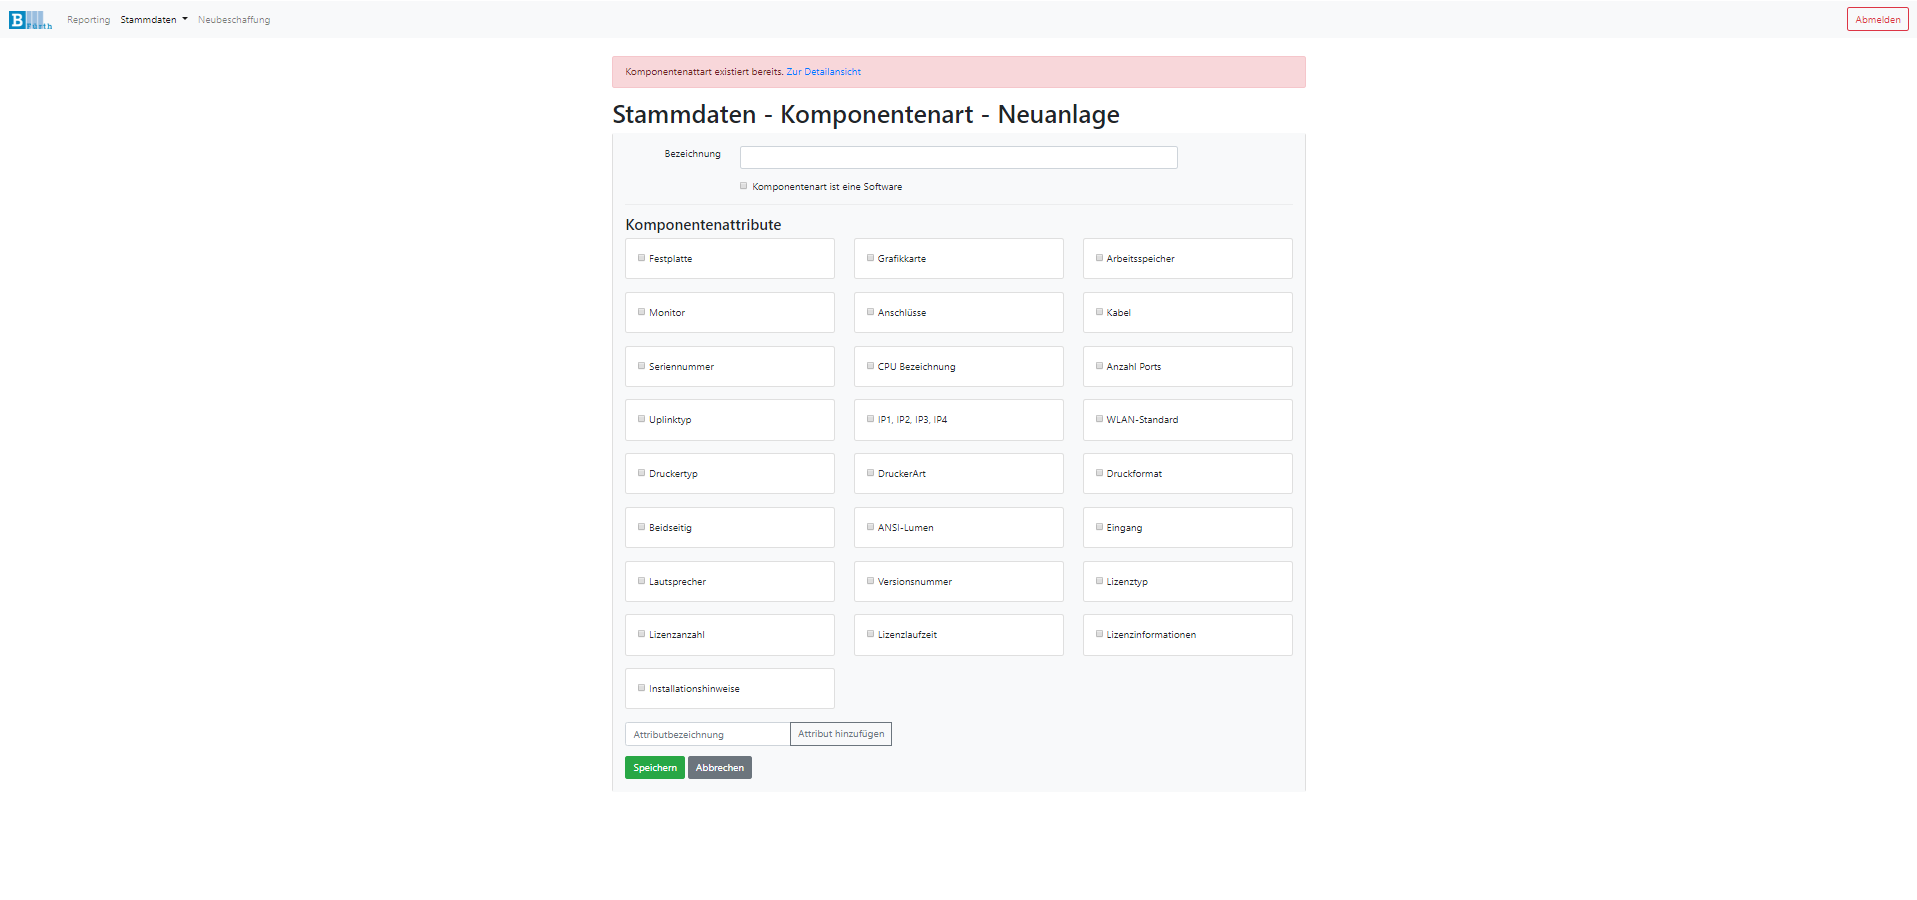 B Fürth Reporting Stammdaten Neubeschaffung Abmelden
Komponentenattart existiert bereits. Zur Detailansicht
Stammdaten - Komponentenart - Neuanlage
Bezeichnung
Komponentenart ist eine Software
Komponentenattribute
Festplatte Grafikkarte Arbeitsspeicher
Monitor Anschlüsse Kabel
Seriennummer CPU Bezeichnung Anzahl Ports
Uplinktyp IP1, IP2, IP3, IP4 WLAN-Standard
Druckertyp DruckerArt Druckformat
Beidseitig ANSI-Lumen Eingang
Lautsprecher Versionsnummer Lizenztyp
Lizenzanzahl Lizenzlaufzeit Lizenzinformationen
Installationshinweise
Attributbezeichnung Attribut hinzufügen
Speichern Abbrechen